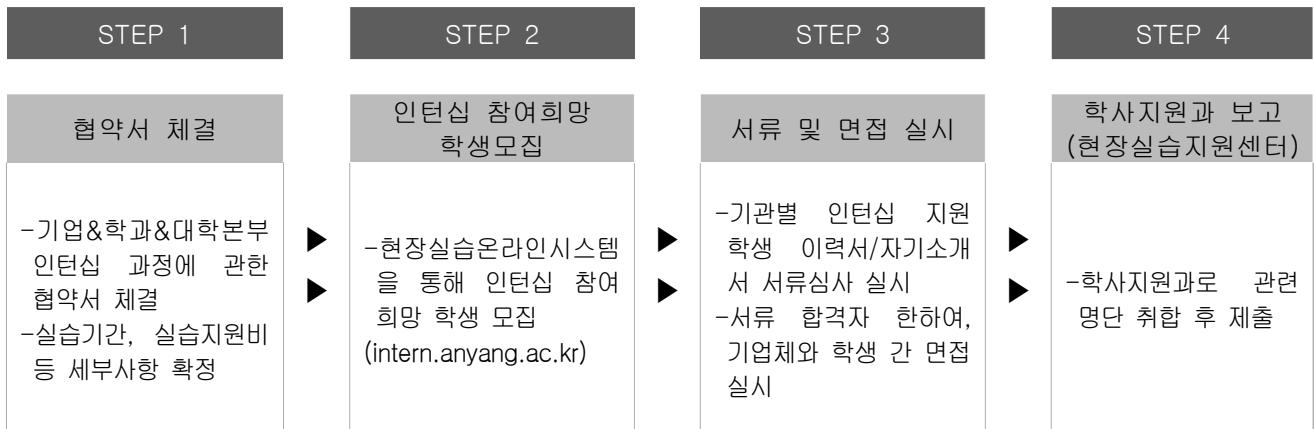 STEP 1
STEP 2
STEP 3
STEP 4
협약서 체결
인턴십 참여희망
학생모집
서류 및 면접 실시
학사지원과 보고
(현장실습지원센터)
-기업&학과&대학본부
인턴십 과정에 관한
협약서 체결
-실습기간, 실습지원비
등 세부사항 확정
▶
▶
-현장실습온라인시스템
을 통해 인턴십 참여
희망 학생 모집
(intern.anyang.ac.kr)
▶
▶
-기관별 인턴십 지원
학생 이력서/자기소개
서 서류심사 실시
-서류 합격자 한하여,
기업체와 학생 간 면접
실시
▶
▶
-학사지원과로 관련
명단 취합 후 제출